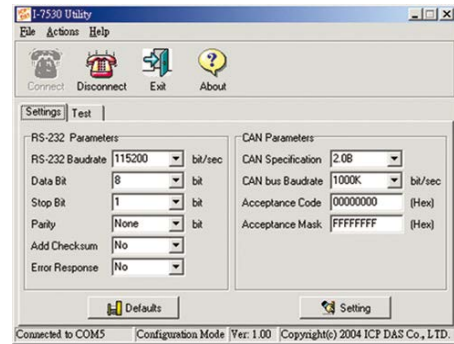 I-7530 Utility
File Actions Help
Connect Disconnect Exit About
Settings Test
RS-232 Parameters
RS-232 Baudrate 115200 bit/sec
Data Bit 8 bit
Stop Bit 1 bit
Parity None bit
Add Checksum No
Error Response No
Defaults
CAN Parameters
CAN Specification 2.0B
CAN bus Baudrate 1000K bit/sec
Acceptance Code 00000000 (Hex)
Acceptance Mask FFFFFFFF (Hex)
Setting
Connected to COM5 Configuration Mode Ver: 1.00 Copyright(c) 2004 ICP DAS Co., LTD.